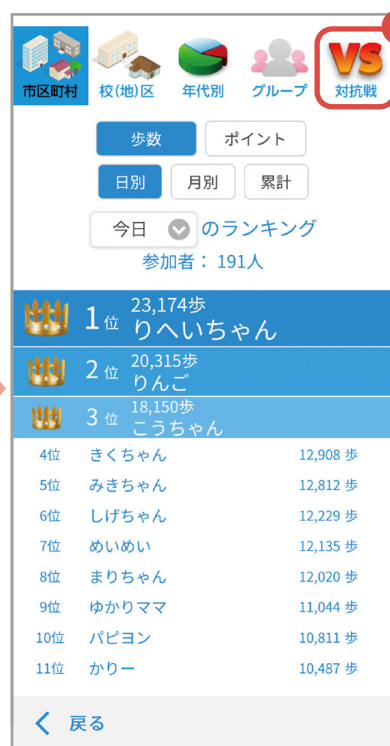 市区町村 校(地)区 年代別 グループ VS 対抗戦
歩数 ポイント
日別 月別 累計
今日 のランキング
参加者： 191人
1位 23,174歩
りへいちゃん
2位 20,315歩
りんご
3位 18,150歩
こうちゃん
4位 きくちゃん 12,908 歩
5位 みきちゃん 12,812 歩
6位 しげちゃん 12,229 歩
7位 めいめい 12,135 歩
8位 まりちゃん 12,020 歩
9位 ゆかりママ 11,044 歩
10位 パピヨン 10,811 歩
11位 かりー 10,487 歩
戻る